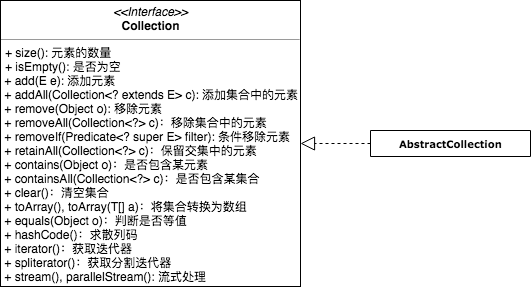 <<Interface>>
Collection
+ size(): 元素的数量
+ isEmpty(): 是否为空
+ add(E e): 添加元素
+ addAll(Collection<? extends E> c): 添加集合中的元素
+ remove(Object o): 移除元素
+ removeAll(Collection<?> c)：移除集合中的元素
+ removeIf(Predicate<? super E> filter): 条件移除元素
+ retainAll(Collection<?> c)：保留交集中的元素
+ contains(Object o)：是否包含某元素
+ containsAll(Collection<?> c)：是否包含某集合
+ clear()：清空集合
+ toArray(), toArray(T[] a)：将集合转换为数组
+ equals(Object o)：判断是否等值
+ hashCode()：求散列码
+ iterator()：获取迭代器
+ spliterator()：获取分割迭代器
+ stream(), parallelStream(): 流式处理
AbstractCollection